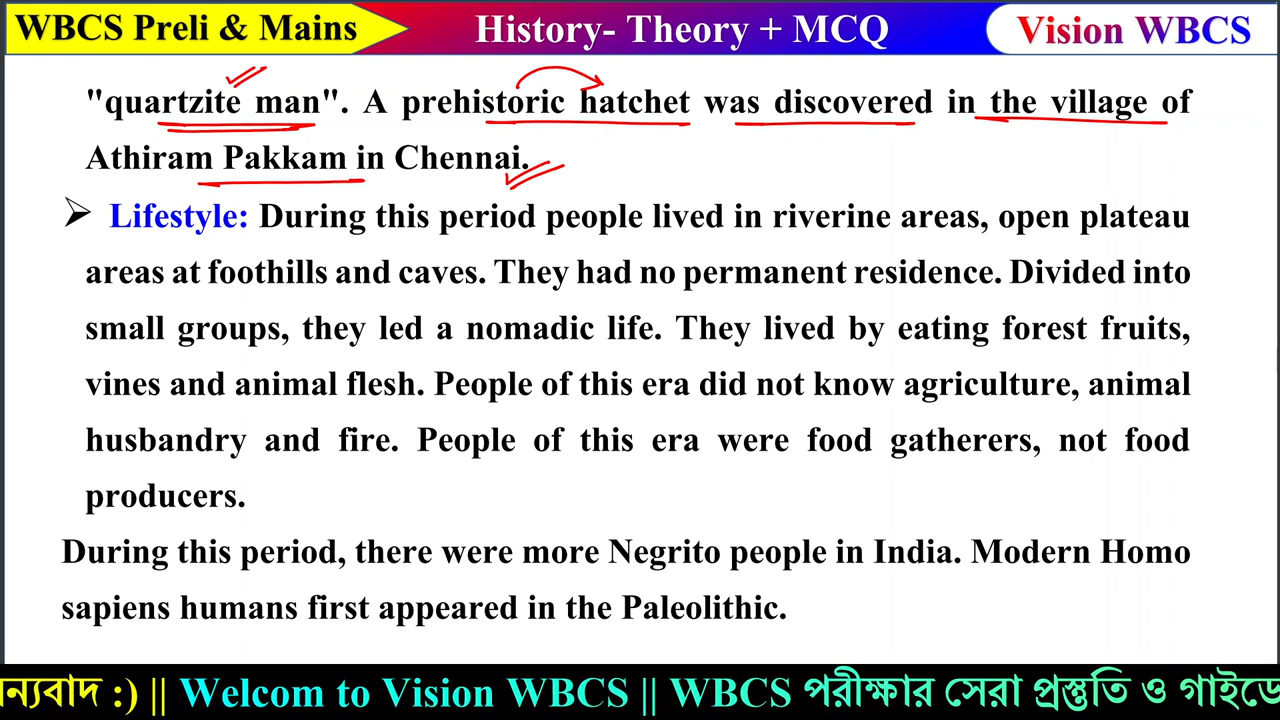 WBCS Preli & Mains
History- Theory + MCQ
Vision WBCS
"quartzite man". A prehistoric hatchet was discovered in the village of
Athiram Pakkam in Chennai.
➢ Lifestyle: During this period people lived in riverine areas, open plateau
areas at foothills and caves. They had no permanent residence. Divided into
small groups, they led a nomadic life. They lived by eating forest fruits,
vines and animal flesh. People of this era did not know agriculture, animal
husbandry and fire. People of this era were food gatherers, not food
producers.
During this period, there were more Negrito people in India. Modern Homo
sapiens humans first appeared in the Paleolithic.
ন্যবাদ :) || Welcom to Vision WBCS || WBCS পরীক্ষার সেরা প্রস্তুতি ও গাইডে